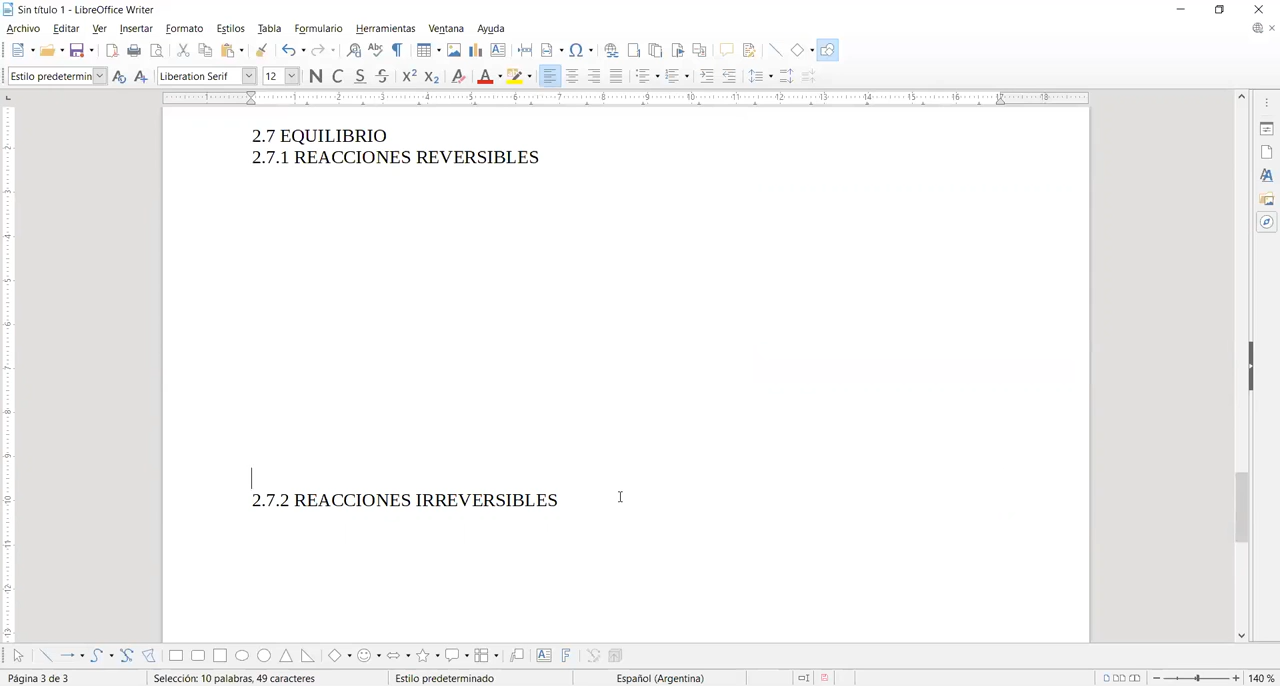 Sin título 1 - LibreOffice Writer
Archivo Editar Ver Insertar Formato Estilos Tabla Formulario Herramientas Ventana Ayuda
Estilo predetermin Liberation Serif 12
2.7 EQUILIBRIO
2.7.1 REACCIONES REVERSIBLES
2.7.2 REACCIONES IRREVERSIBLES
Página 3 de 3 Selección: 10 palabras, 49 caracteres Estilo predeterminado Español (Argentina) 140 %